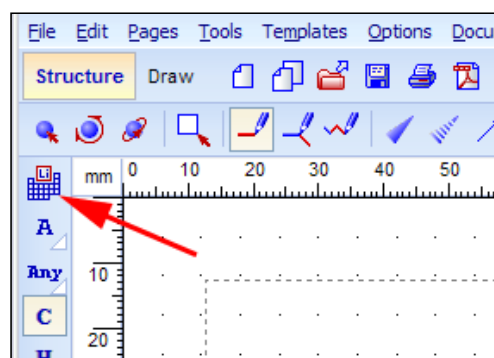 File Edit Pages Tools Templates Options Docu
Structure Draw
Li
mm 0 10 20 30 40 50
A
Any
10
C
20
H